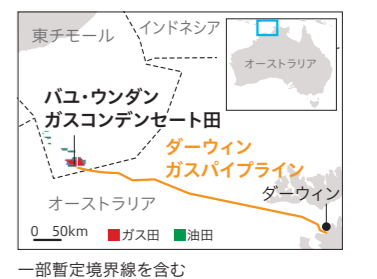 東チモール
インドネシア
オーストラリア
バユ・ウンダン
ガスコンデンセート田
ダーウィン
ガスパイプライン
ダーウィン
オーストラリア
0 50km
ガス田 油田
一部暫定境界線を含む